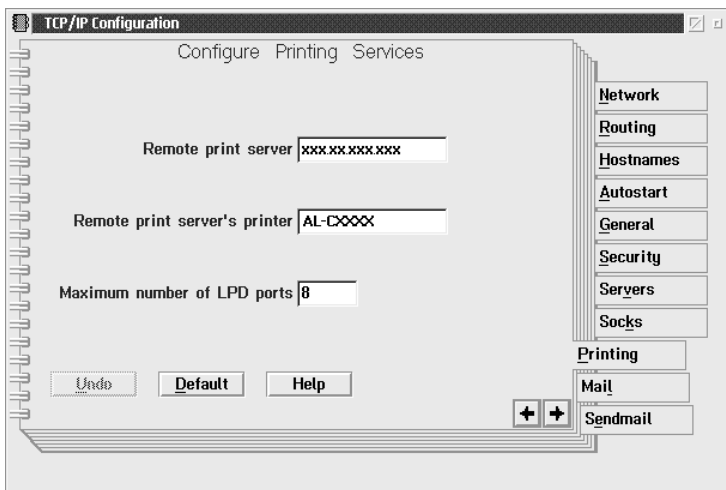 TCP/IP Configuration
Configure Printing Services
Remote print server xxx.xx.xxx.xxx
Remote print server's printer AL-CXXXX
Maximum number of LPD ports 8
Undo Default Help
Network
Routing
Hostnames
Autostart
General
Security
Servers
Socks
Printing
Mail
Sendmail